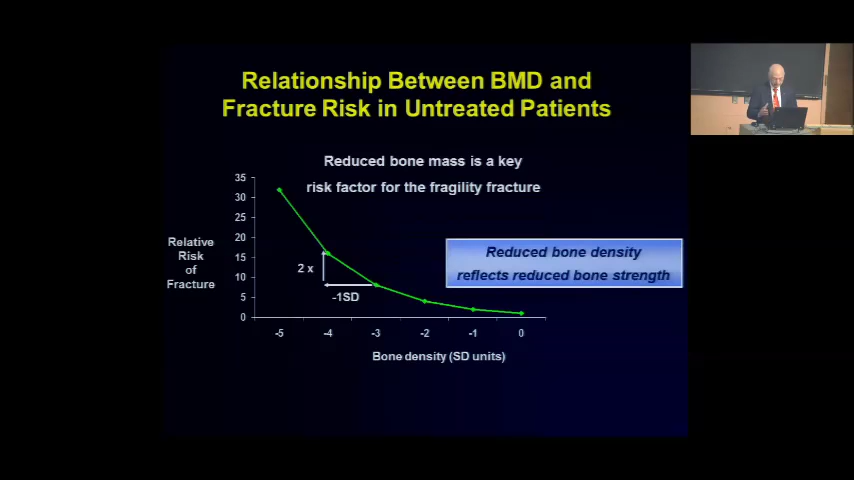 Relationship Between BMD and
Fracture Risk in Untreated Patients
Reduced bone mass is a key
risk factor for the fragility fracture
35
30
25
20
15
10
5
0
Relative
Risk
of
Fracture
2 x
-1SD
Reduced bone density
reflects reduced bone strength
-5 -4 -3 -2 -1 0
Bone density (SD units)